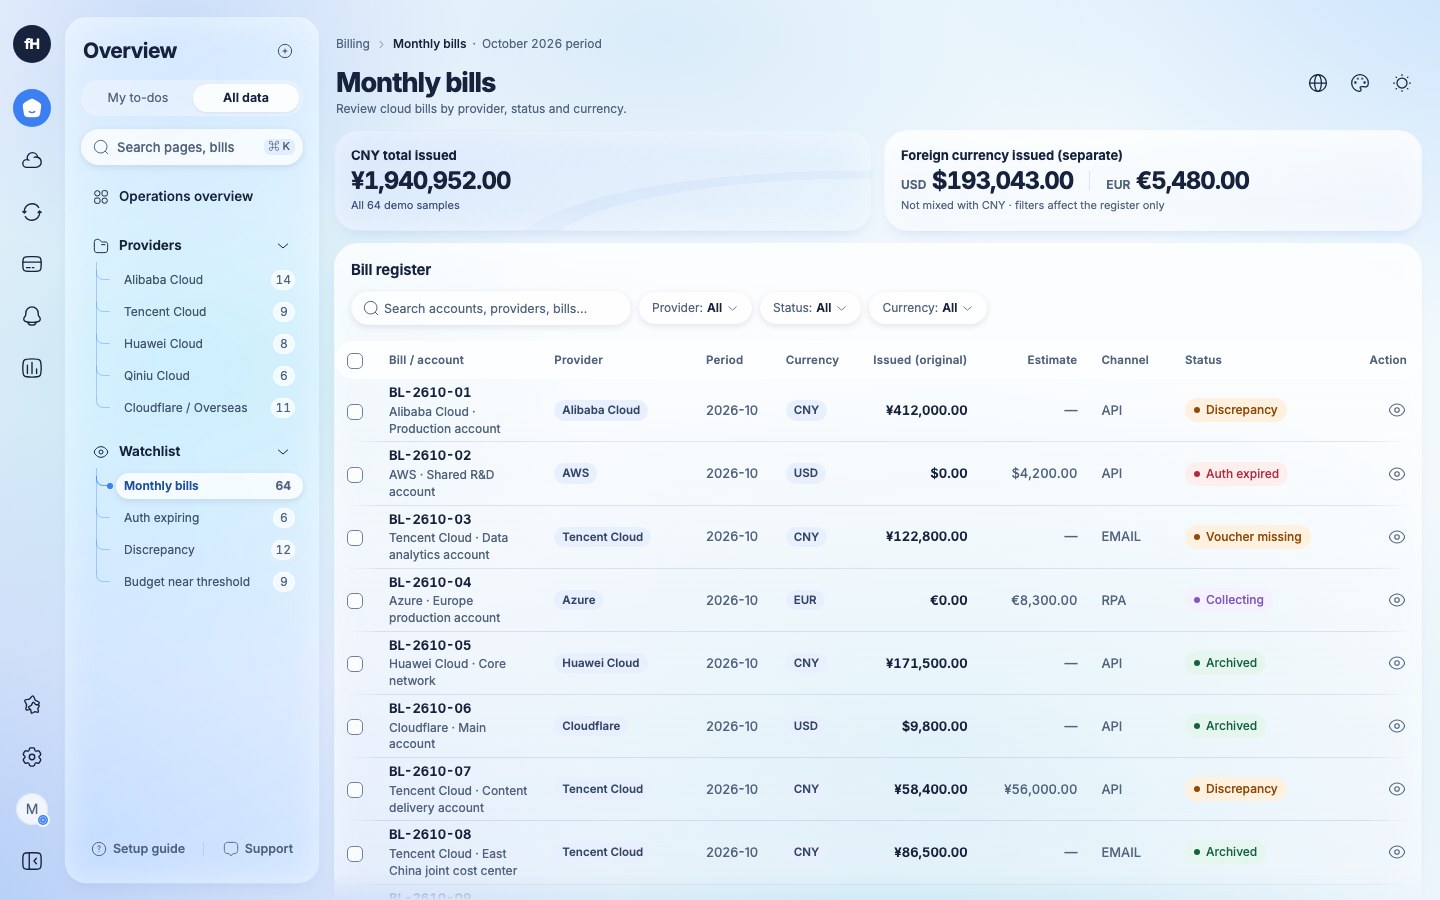 fH
Overview
My to-dos
All data
Search pages, bills
⌘ K
Operations overview
Providers
Alibaba Cloud
14
Tencent Cloud
9
Huawei Cloud
8
Qiniu Cloud
6
Cloudflare / Overseas
11
Watchlist
Monthly bills
64
Auth expiring
6
Discrepancy
12
Budget near threshold
9
M
Setup guide
Support
Billing > Monthly bills · October 2026 period
Monthly bills
Review cloud bills by provider, status and currency.
CNY total issued
¥1,940,952.00
All 64 demo samples
Foreign currency issued (separate)
USD $193,043.00 EUR €5,480.00
Not mixed with CNY · filters affect the register only
Bill register
Search accounts, providers, bills...
Provider: All
Status: All
Currency: All
Bill / account Provider Period Currency Issued (original) Estimate Channel Status Action
BL-2610-01
Alibaba Cloud ·
Production account
Alibaba Cloud 2026-10 CNY ¥412,000.00 — API Discrepancy
BL-2610-02
AWS · Shared R&D
account
AWS 2026-10 USD $0.00 $4,200.00 API Auth expired
BL-2610-03
Tencent Cloud · Data
analytics account
Tencent Cloud 2026-10 CNY ¥122,800.00 — EMAIL Voucher missing
BL-2610-04
Azure · Europe
production account
Azure 2026-10 EUR €0.00 €8,300.00 RPA Collecting
BL-2610-05
Huawei Cloud · Core
network
Huawei Cloud 2026-10 CNY ¥171,500.00 — API Archived
BL-2610-06
Cloudflare · Main
account
Cloudflare 2026-10 USD $9,800.00 — API Archived
BL-2610-07
Tencent Cloud · Content
delivery account
Tencent Cloud 2026-10 CNY ¥58,400.00 ¥56,000.00 API Discrepancy
BL-2610-08
Tencent Cloud · East
China joint cost center
Tencent Cloud 2026-10 CNY ¥86,500.00 — EMAIL Archived
BL-2610-09